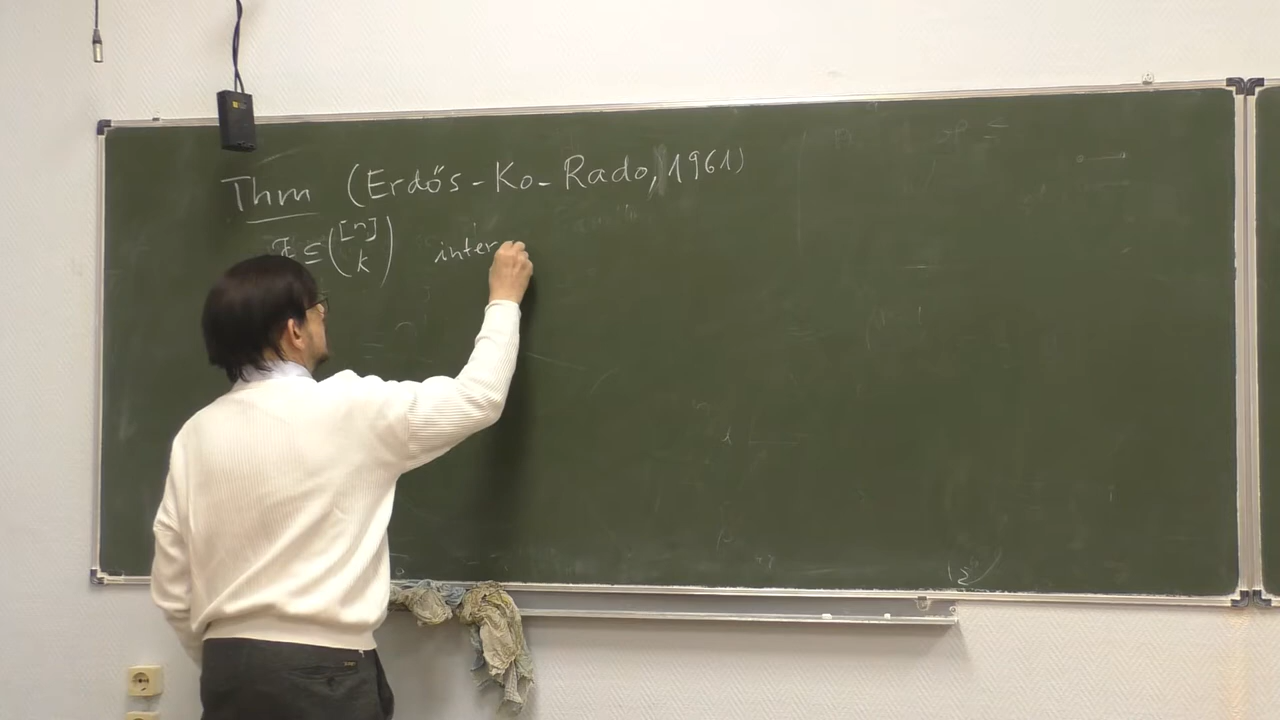 Thm (Erdős-Ko-Rado, 1961)
ℱ ⊆ ([n] k) inter